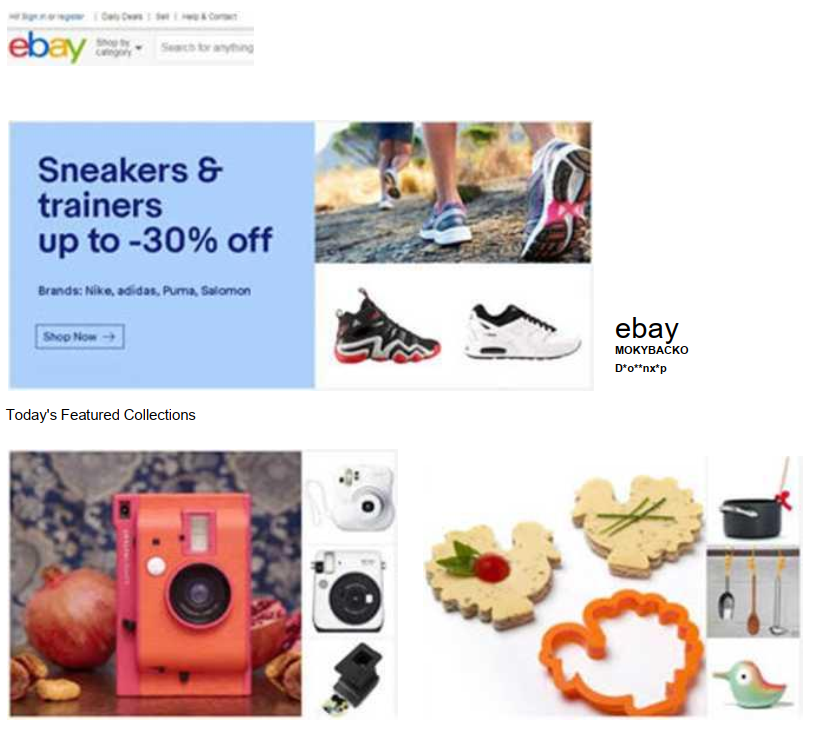 Hi! Sign in or register | Daily Deals | Sell | Help & Contact
ebay
Shop by
category
Search for anything
Sneakers &
trainers
up to -30% off
Brands: Nike, adidas, Puma, Salomon
Shop Now →
ebay
MOKYBACKO
D*o**nx*p
Today's Featured Collections